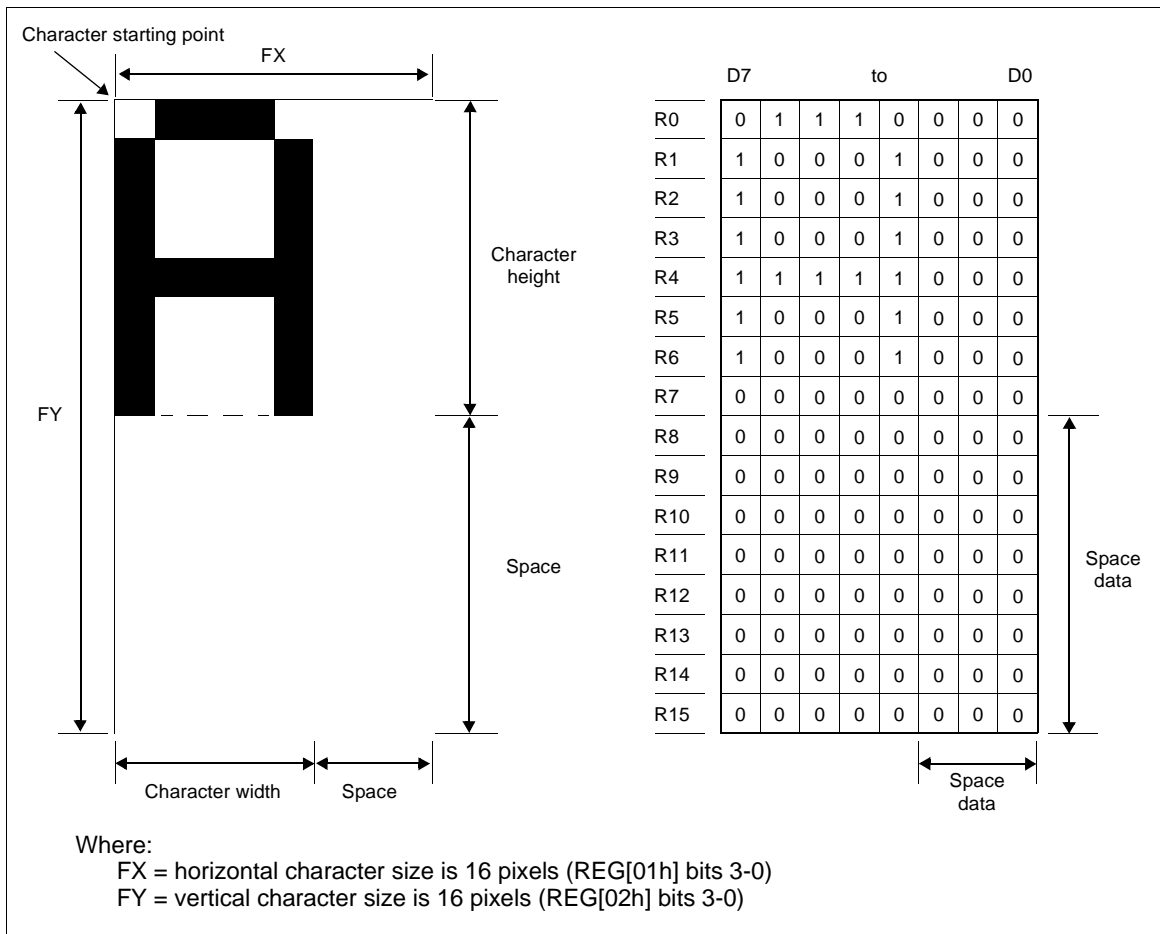 Character starting point
FX
FY
Character
height
Space
Character width
Space
D7 to D0
R0 0 1 1 1 0 0 0 0
R1 1 0 0 0 1 0 0 0
R2 1 0 0 0 1 0 0 0
R3 1 0 0 0 1 0 0 0
R4 1 1 1 1 1 0 0 0
R5 1 0 0 0 1 0 0 0
R6 1 0 0 0 1 0 0 0
R7 0 0 0 0 0 0 0 0
R8 0 0 0 0 0 0 0 0
R9 0 0 0 0 0 0 0 0
R10 0 0 0 0 0 0 0 0
R11 0 0 0 0 0 0 0 0
R12 0 0 0 0 0 0 0 0
R13 0 0 0 0 0 0 0 0
R14 0 0 0 0 0 0 0 0
R15 0 0 0 0 0 0 0 0
Space
data
Space
data
Where:
FX = horizontal character size is 16 pixels (REG[01h] bits 3-0)
FY = vertical character size is 16 pixels (REG[02h] bits 3-0)